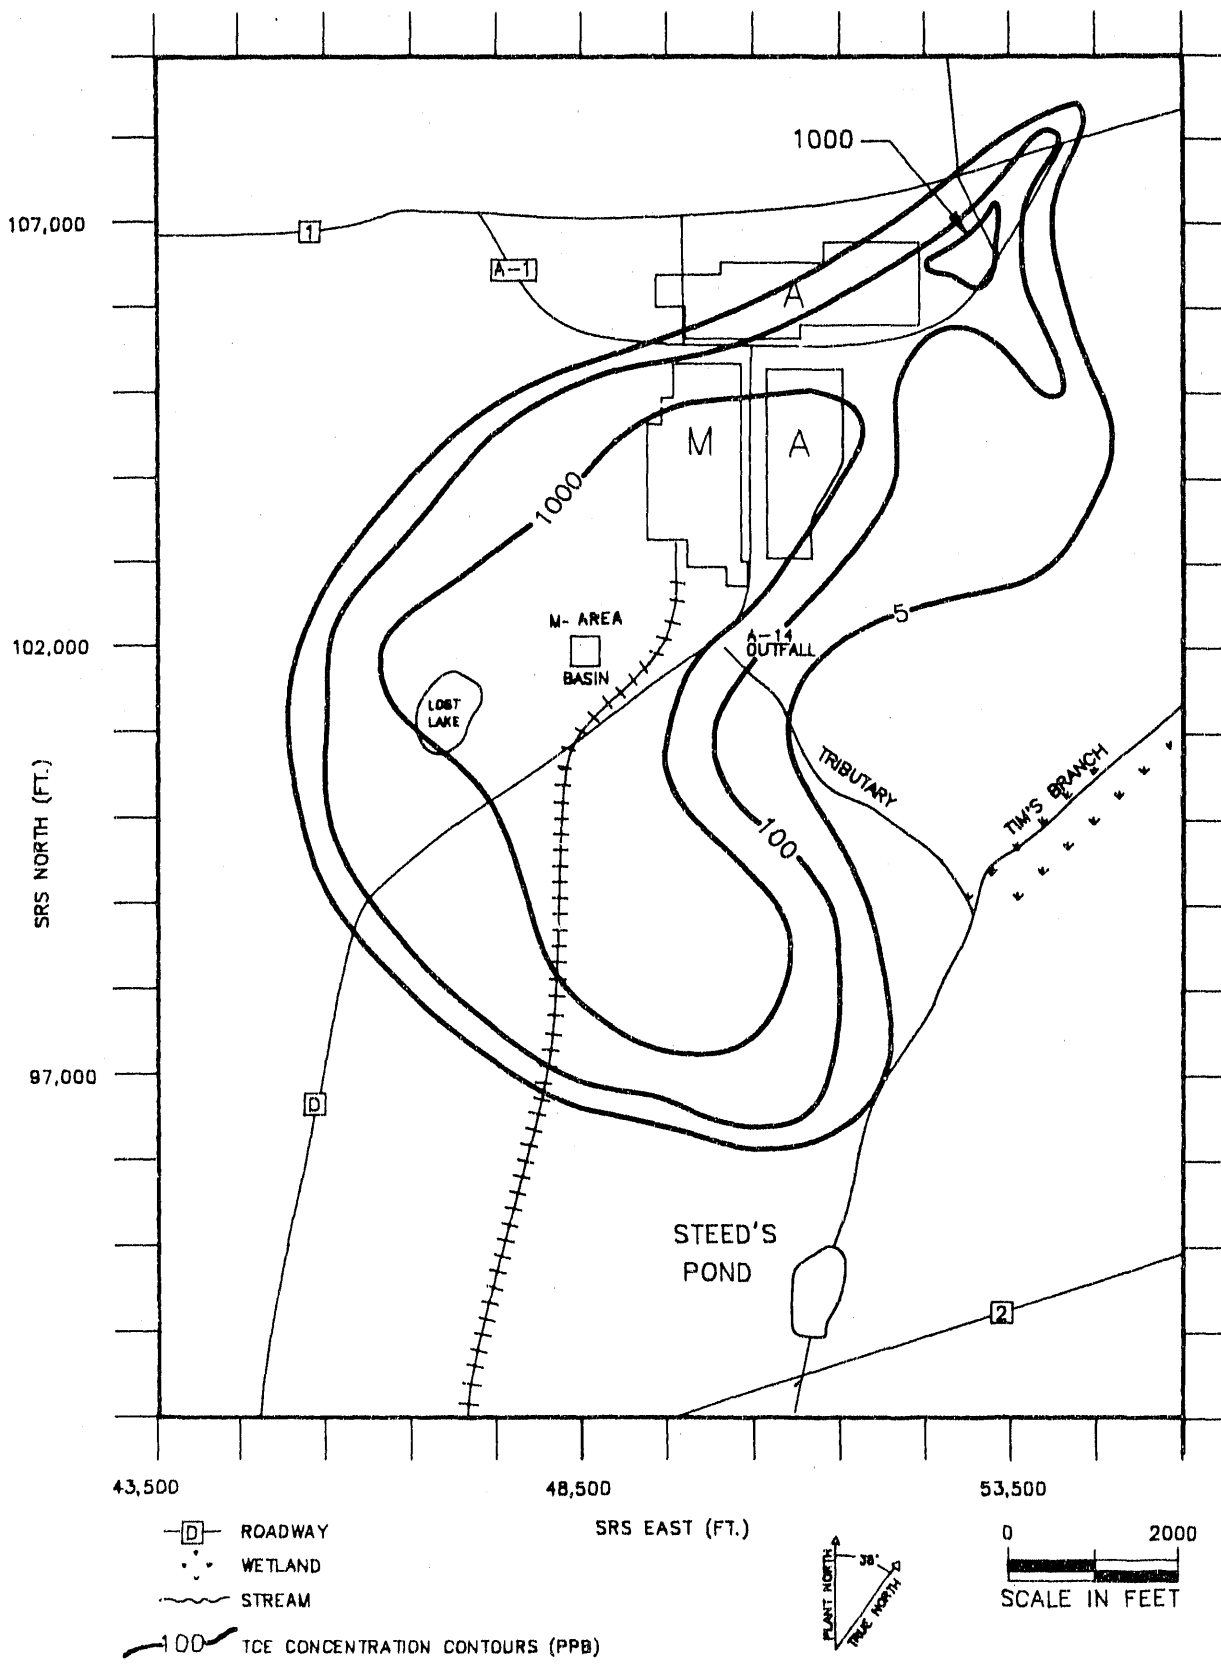 1000
107,000
1
A-1
A
M
A
1000
5
M- AREA
BASIN
A-14
OUTFALL
102,000
LOST
LAKE
TRIBUTARY
TIM'S BRANCH
100
SRS NORTH (FT.)
97,000
D
STEED'S
POND
2
43,500
48,500
53,500
SRS EAST (FT.)
D ROADWAY
WETLAND
STREAM
100 TCE CONCENTRATION CONTOURS (PPB)
PLANT NORTH
38°
TRUE NORTH
0 2000
SCALE IN FEET